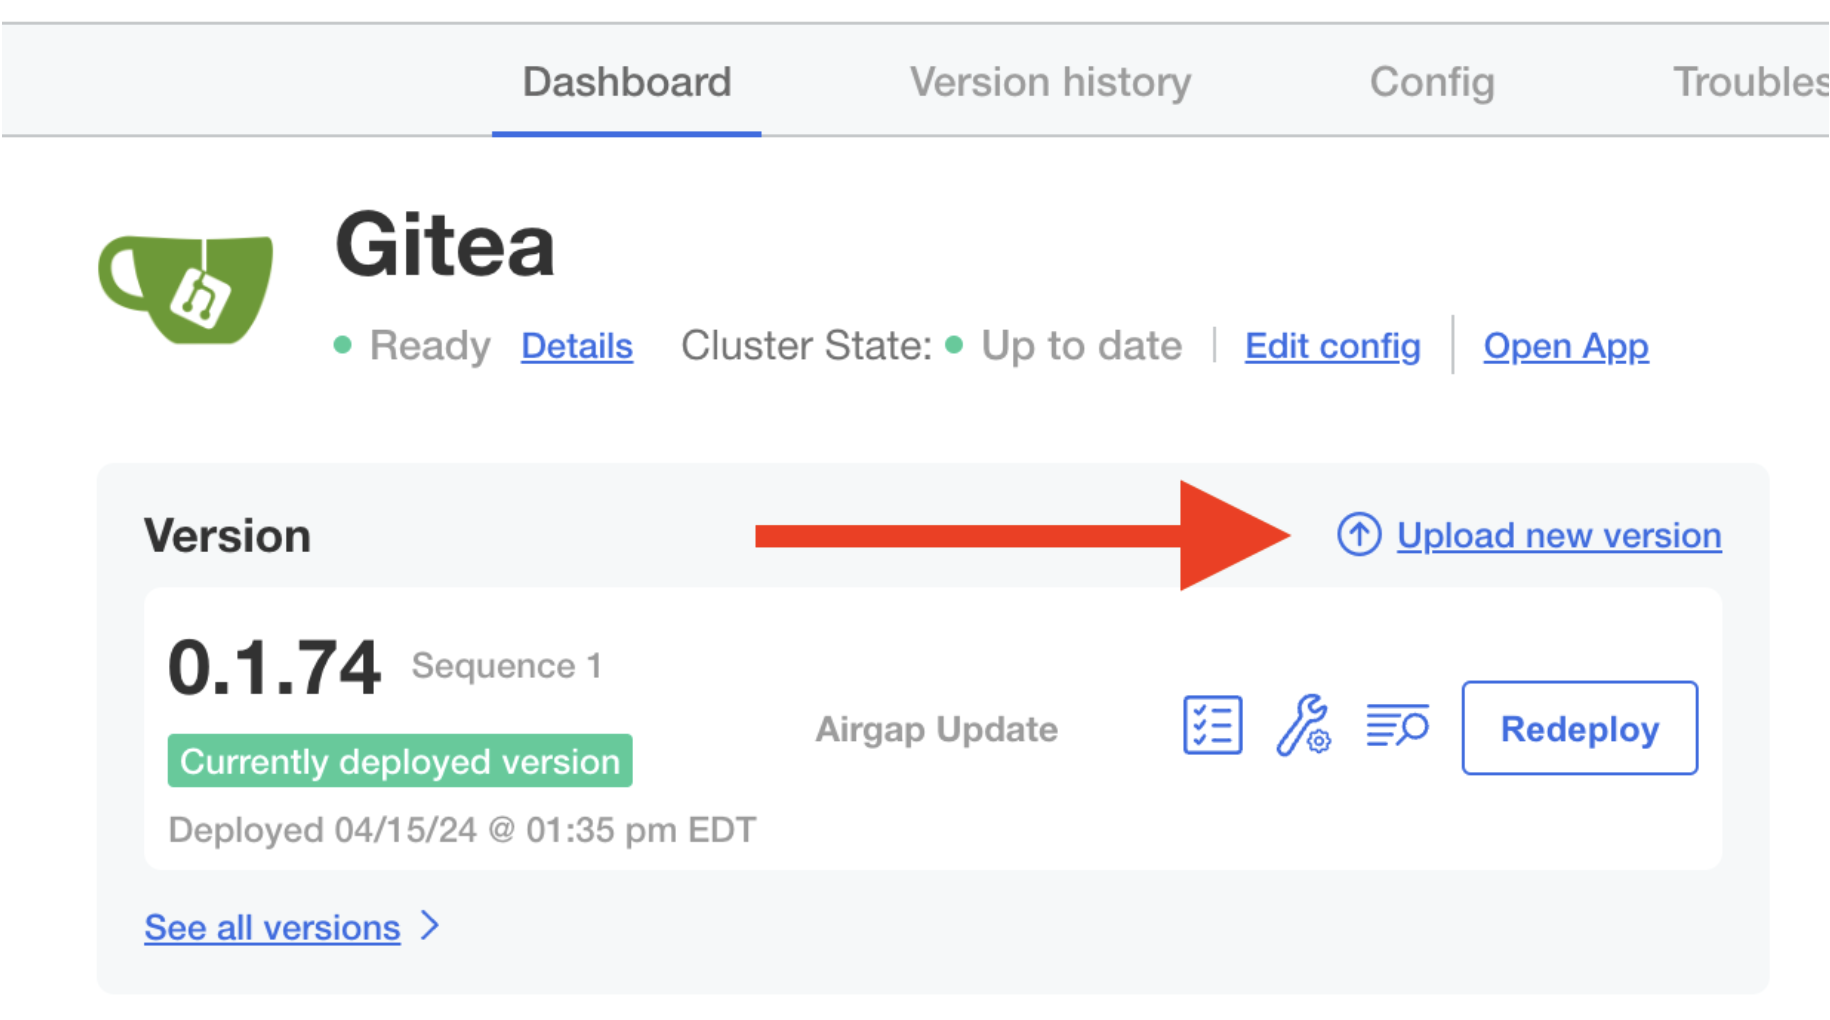 Dashboard Version history Config Troubles
Gitea
Ready Details Cluster State: Up to date Edit config Open App
Version Upload new version
0.1.74 Sequence 1
Airgap Update Redeploy
Currently deployed version
Deployed 04/15/24 @ 01:35 pm EDT
See all versions